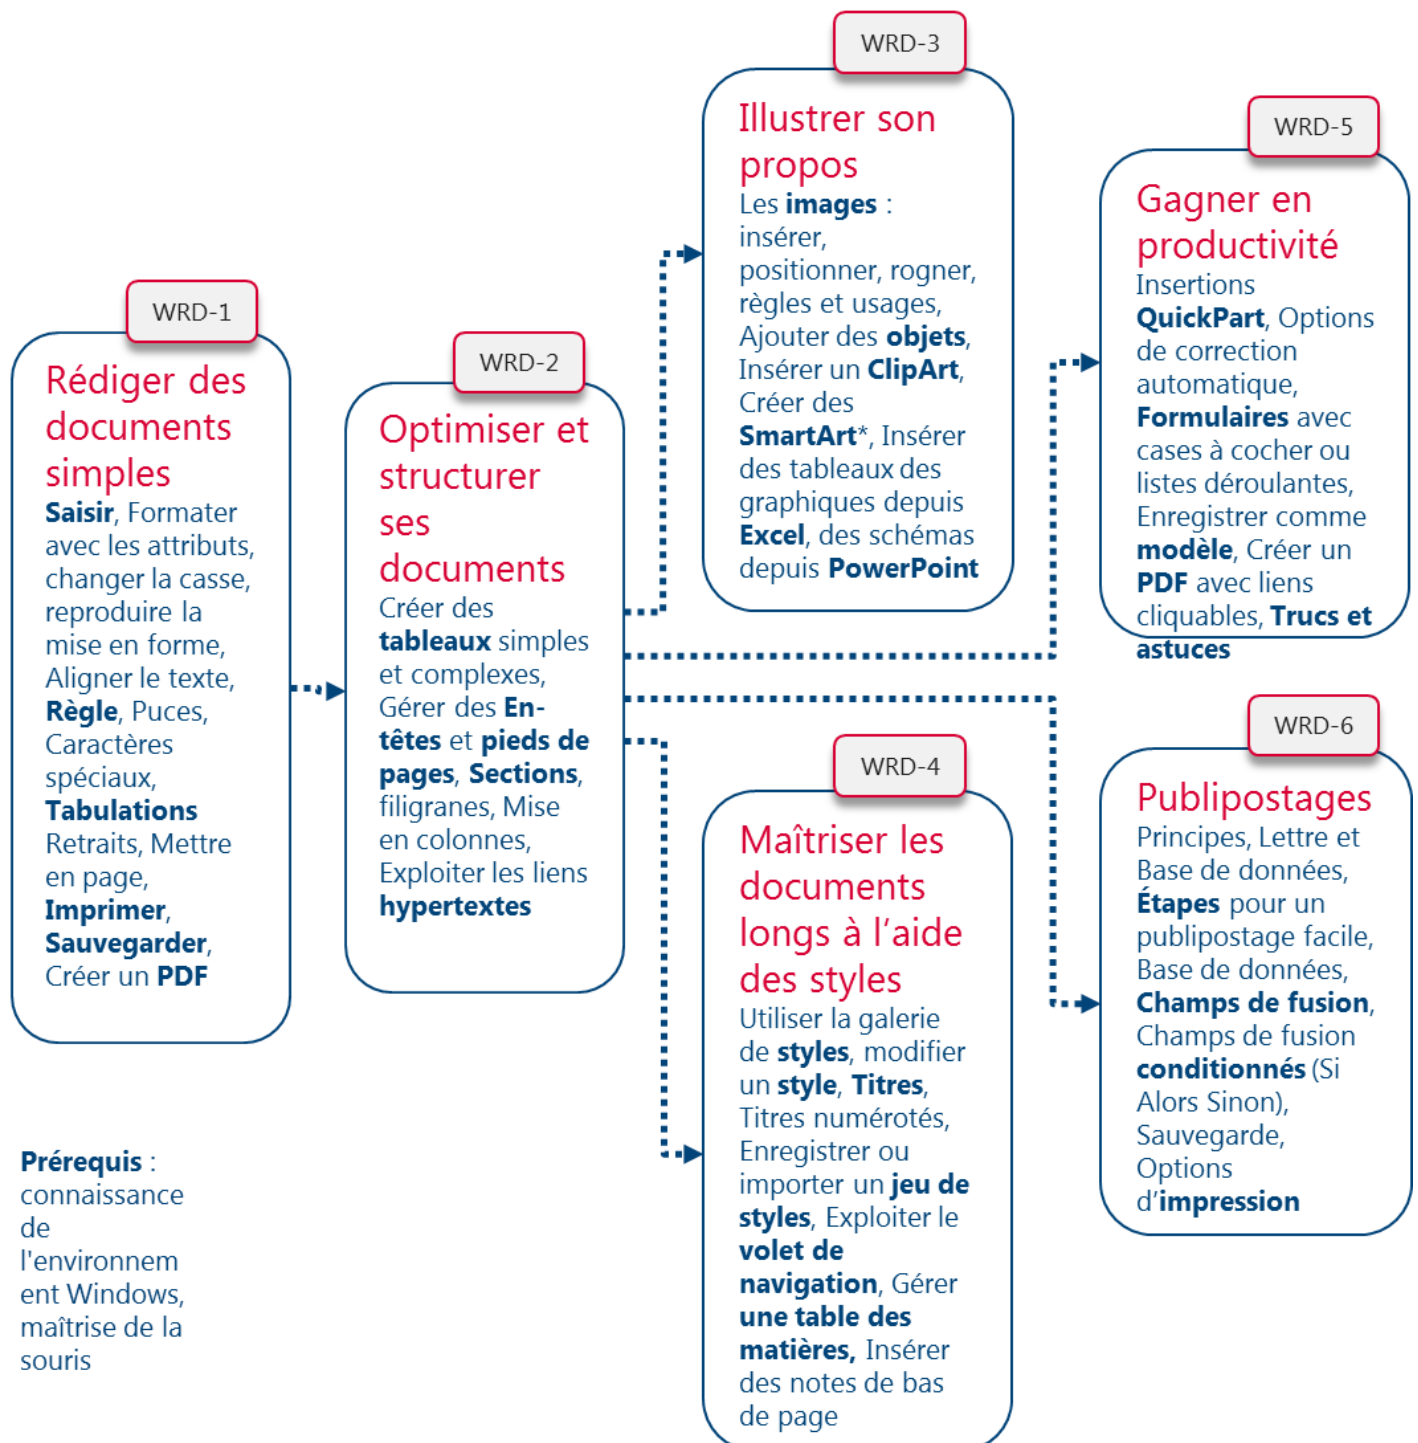 WRD-1
Rédiger des
documents
simples
Saisir, Formater
avec les attributs,
changer la casse,
reproduire la
mise en forme,
Aligner le texte,
Règle, Puces,
Caractères
spéciaux,
Tabulations
Retraits, Mettre
en page,
Imprimer,
Sauvegarder,
Créer un PDF
Prérequis :
connaissance
de
l'environnem
ent Windows,
maîtrise de la
souris
WRD-2
Optimiser et
structurer
ses
documents
Créer des
tableaux simples
et complexes,
Gérer des En-
têtes et pieds de
pages, Sections,
filigranes, Mise
en colonnes,
Exploiter les liens
hypertextes
WRD-3
Illustrer son
propos
Les images :
insérer,
positionner, rogner,
règles et usages,
Ajouter des objets,
Insérer un ClipArt,
Créer des
SmartArt*, Insérer
des tableaux des
graphiques depuis
Excel, des schémas
depuis PowerPoint
WRD-4
Maîtriser les
documents
longs à l'aide
des styles
Utiliser la galerie
de styles, modifier
un style, Titres,
Titres numérotés,
Enregistrer ou
importer un jeu de
styles, Exploiter le
volet de
navigation, Gérer
une table des
matières, Insérer
des notes de bas
de page
WRD-5
Gagner en
productivité
Insertions
QuickPart, Options
de correction
automatique,
Formulaires avec
cases à cocher ou
listes déroulantes,
Enregistrer comme
modèle, Créer un
PDF avec liens
cliquables, Trucs et
astuces
WRD-6
Publipostages
Principes, Lettre et
Base de données,
Étapes pour un
publipostage facile,
Base de données,
Champs de fusion,
Champs de fusion
conditionnés (Si
Alors Sinon),
Sauvegarde,
Options
d'impression